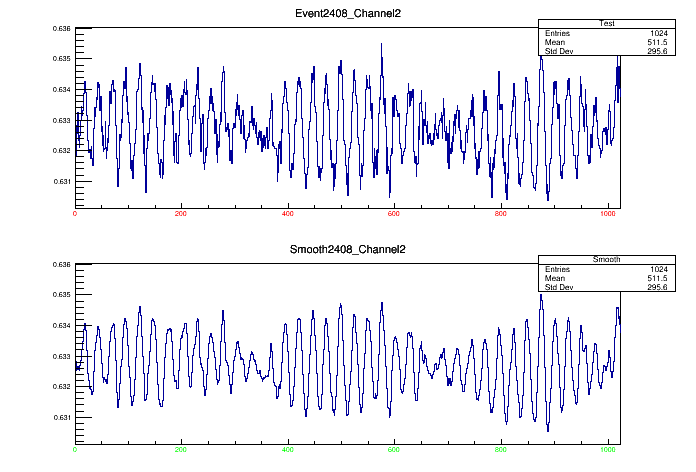 Event2408_Channel2
Test
Entries 1024
Mean 511.5
Std Dev 295.6
0.636
0.635
0.634
0.633
0.632
0.631
0 200 400 600 800 1000
Smooth2408_Channel2
Smooth
Entries 1024
Mean 511.5
Std Dev 295.6
0.636
0.635
0.634
0.633
0.632
0.631
0 200 400 600 800 1000